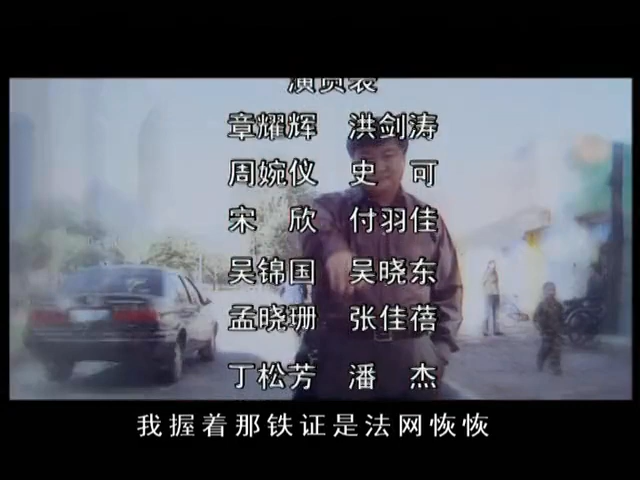 演员表
章耀辉 洪剑涛
周婉仪 史 可
宋 欣 付羽佳
吴锦国 吴晓东
孟晓珊 张佳蓓
丁松芳 潘 杰
我握着那铁证是法网恢恢